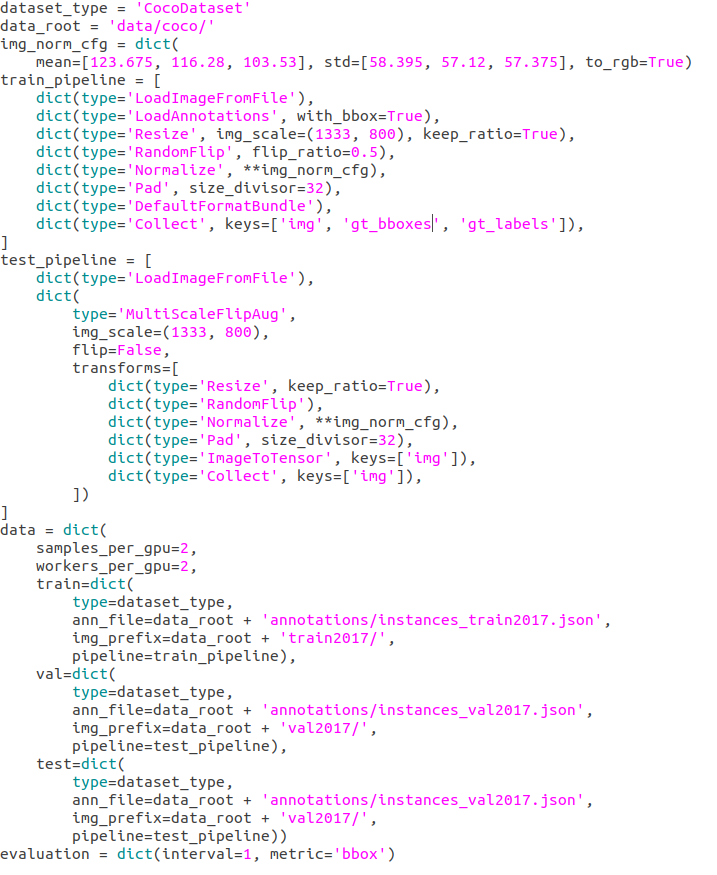 dataset_type = 'CocoDataset'
data_root = 'data/coco/'
img_norm_cfg = dict(
    mean=[123.675, 116.28, 103.53], std=[58.395, 57.12, 57.375], to_rgb=True)
train_pipeline = [
    dict(type='LoadImageFromFile'),
    dict(type='LoadAnnotations', with_bbox=True),
    dict(type='Resize', img_scale=(1333, 800), keep_ratio=True),
    dict(type='RandomFlip', flip_ratio=0.5),
    dict(type='Normalize', **img_norm_cfg),
    dict(type='Pad', size_divisor=32),
    dict(type='DefaultFormatBundle'),
    dict(type='Collect', keys=['img', 'gt_bboxes', 'gt_labels']),
]
test_pipeline = [
    dict(type='LoadImageFromFile'),
    dict(
        type='MultiScaleFlipAug',
        img_scale=(1333, 800),
        flip=False,
        transforms=[
            dict(type='Resize', keep_ratio=True),
            dict(type='RandomFlip'),
            dict(type='Normalize', **img_norm_cfg),
            dict(type='Pad', size_divisor=32),
            dict(type='ImageToTensor', keys=['img']),
            dict(type='Collect', keys=['img']),
        ])
]
data = dict(
    samples_per_gpu=2,
    workers_per_gpu=2,
    train=dict(
        type=dataset_type,
        ann_file=data_root + 'annotations/instances_train2017.json',
        img_prefix=data_root + 'train2017/',
        pipeline=train_pipeline),
    val=dict(
        type=dataset_type,
        ann_file=data_root + 'annotations/instances_val2017.json',
        img_prefix=data_root + 'val2017/',
        pipeline=test_pipeline),
    test=dict(
        type=dataset_type,
        ann_file=data_root + 'annotations/instances_val2017.json',
        img_prefix=data_root + 'val2017/',
        pipeline=test_pipeline))
evaluation = dict(interval=1, metric='bbox')